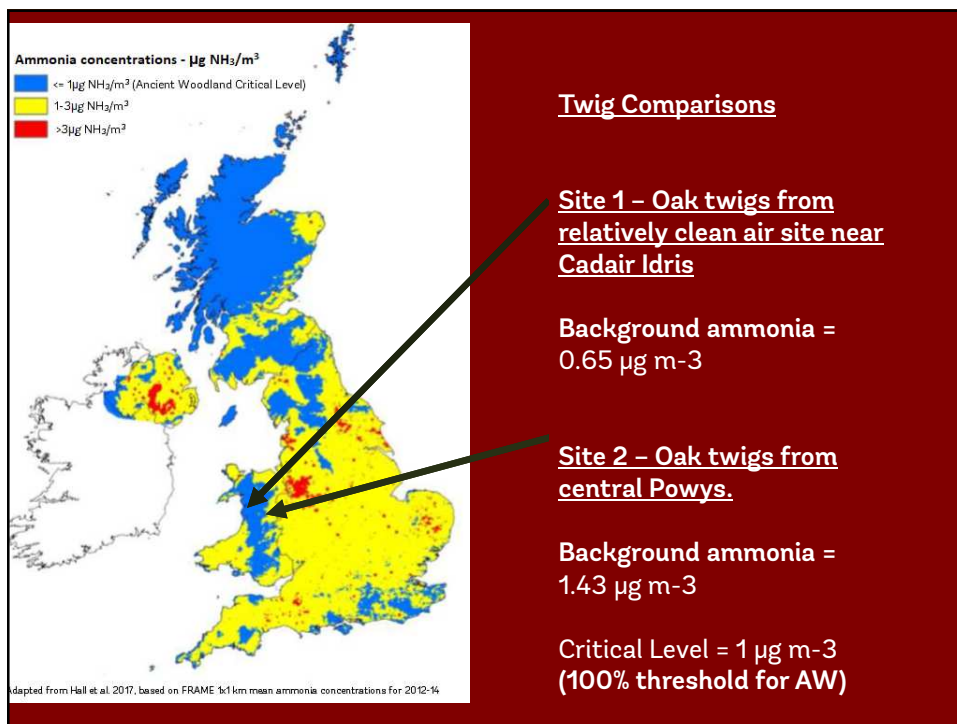 Ammonia concentrations - µg NH₃/m³
<= 1µg NH₃/m³ (Ancient Woodland Critical Level)
1-3µg NH₃/m³
>3µg NH₃/m³
Adapted from Hall et al. 2017, based on FRAME 1x1 km mean ammonia concentrations for 2012-14
Twig Comparisons
Site 1 – Oak twigs from
relatively clean air site near
Cadair Idris
Background ammonia =
0.65 µg m-3
Site 2 – Oak twigs from
central Powys.
Background ammonia =
1.43 µg m-3
Critical Level = 1 µg m-3
(100% threshold for AW)